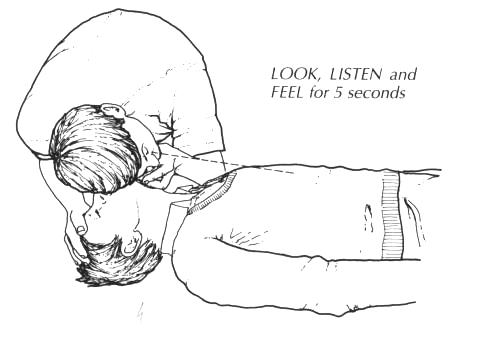 LOOK, LISTEN and
FEEL for 5 seconds